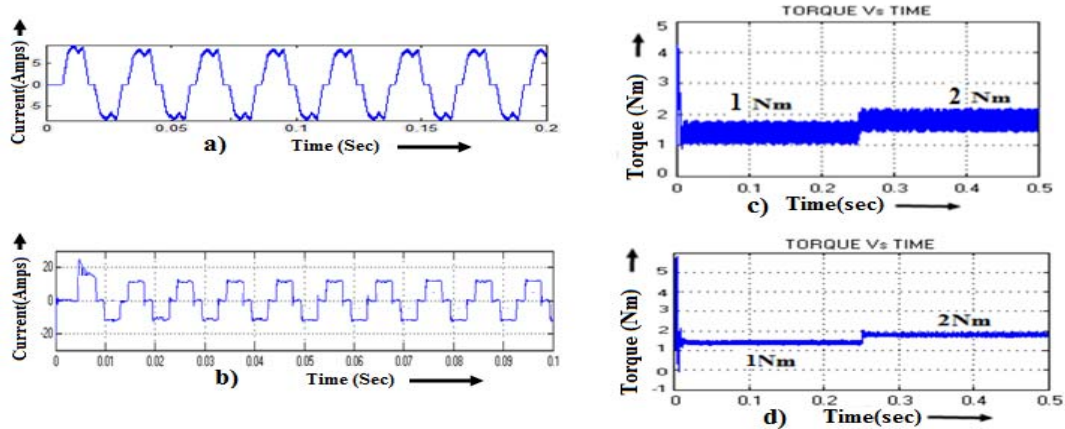 Current(Amps)
5
0
-5
0
0.05
0.1
0.15
0.2
a)
Time (Sec)
Current(Amps)
20
0
-20
0
0.01
0.02
0.03
0.04
0.05
0.06
0.07
0.08
0.09
0.1
b)
Time (Sec)
TORQUE Vs TIME
Torque (Nm)
5
4
3
2
1
0
1 Nm
2 Nm
0
0.1
0.2
0.3
0.4
0.5
c)
Time(sec)
TORQUE Vs TIME
Torque (Nm)
5
4
3
2
1
0
-1
1Nm
2Nm
0
0.1
0.2
0.3
0.4
0.5
d)
Time(sec)